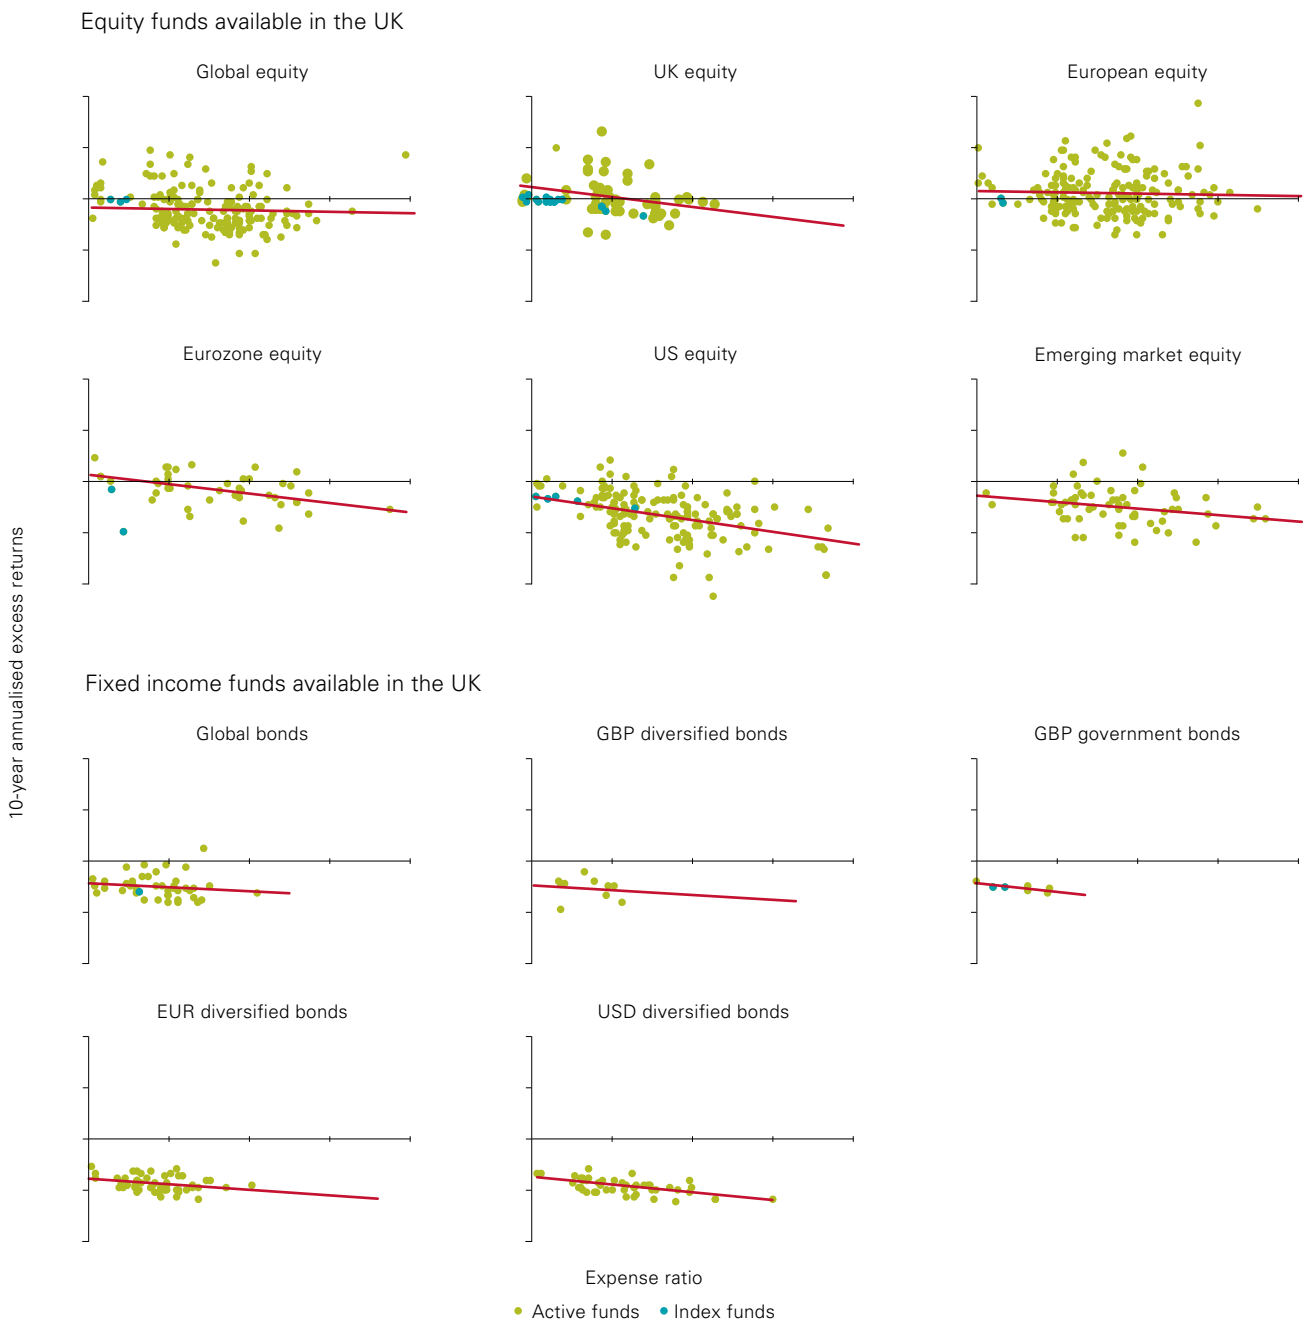 Equity funds available in the UK
Global equity
UK equity
European equity
Eurozone equity
US equity
Emerging market equity
10-year annualised excess returns
Fixed income funds available in the UK
Global bonds
GBP diversified bonds
GBP government bonds
EUR diversified bonds
USD diversified bonds
Expense ratio
Active funds
Index funds